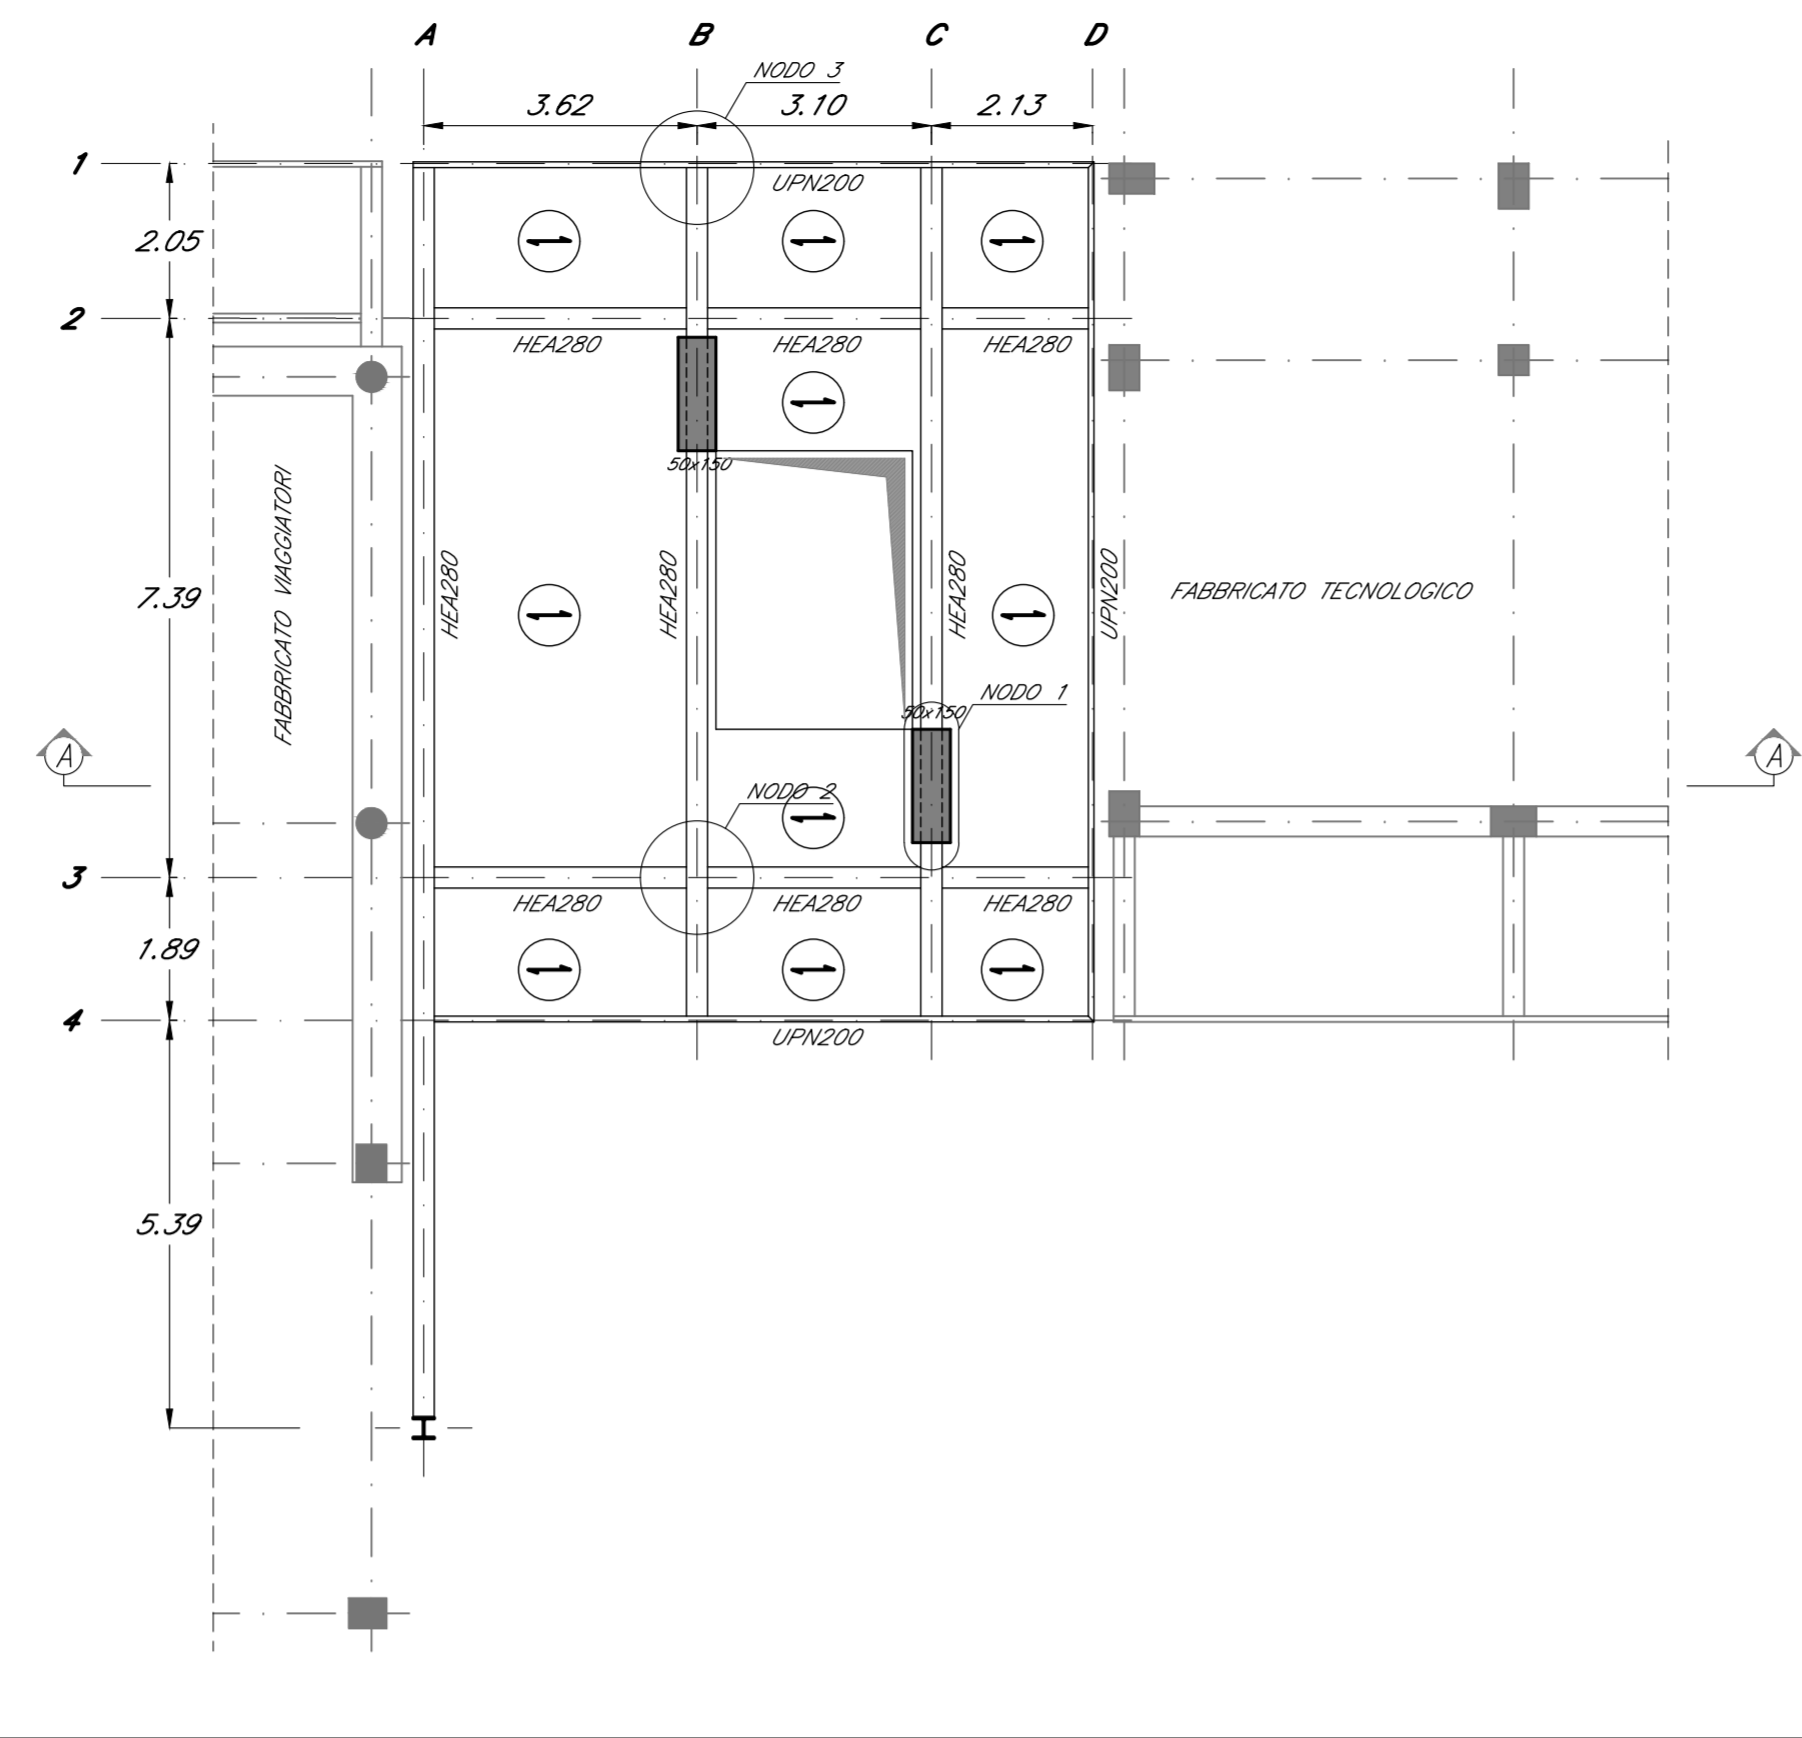 A B C D
NODO 3
3.62 3.10 2.13
1
UPN200
2.05
2
HEA280 HEA280 HEA280
50x150
FABBRICATO VIAGGIATORI
HEA280
HEA280
HEA280
UPN200
7.39
FABBRICATO TECNOLOGICO
NODO 1
50x150
A
A
NODO 2
3
HEA280 HEA280 HEA280
1.89
4
UPN200
5.39